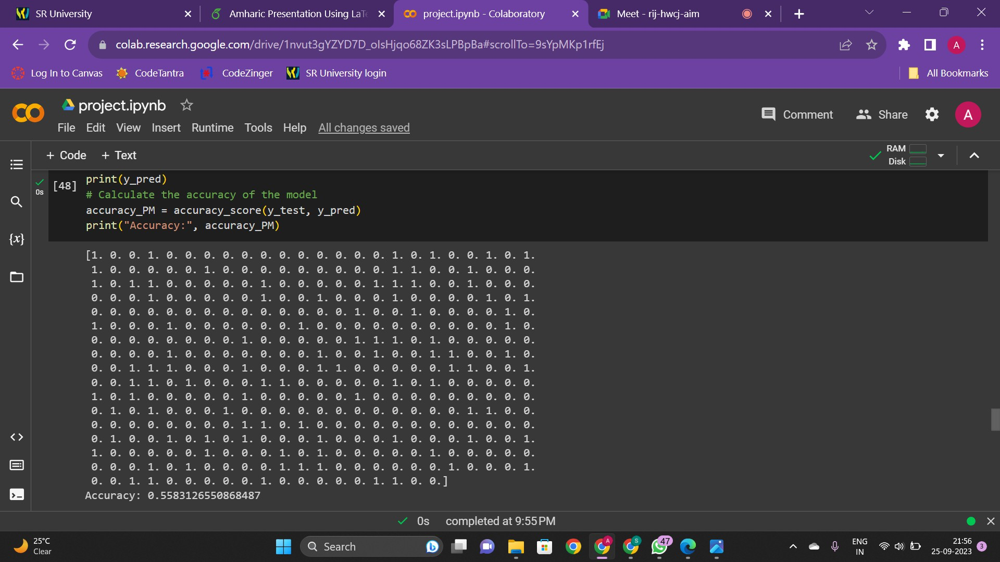 SR University
Amharic Presentation Using LaTe
project.ipynb - Colaboratory
Meet - rij-hwcj-aim
colab.research.google.com/drive/1nvut3gYZYD7D_oIsHjqo68ZK3sLPBpBa#scrollTo=9sYpMKp1rfEj
A
Log In to Canvas
CodeTantra
CodeZinger
SR University login
All Bookmarks
project.ipynb
Comment
Share
A
File Edit View Insert Runtime Tools Help All changes saved
+ Code + Text
RAM
Disk
0s
[48]
print(y_pred)
# Calculate the accuracy of the model
accuracy_PM = accuracy_score(y_test, y_pred)
print("Accuracy:", accuracy_PM)
{x}
[1. 0. 0. 1. 0. 0. 0. 0. 0. 0. 0. 0. 0. 0. 0. 0. 1. 0. 1. 0. 0. 1. 0. 1.
1. 0. 0. 0. 0. 0. 1. 0. 0. 0. 0. 0. 0. 0. 0. 0. 1. 1. 0. 0. 1. 0. 0. 0.
1. 0. 1. 1. 0. 0. 0. 0. 0. 1. 0. 0. 0. 0. 0. 1. 1. 1. 0. 0. 1. 0. 0. 0.
0. 0. 0. 1. 0. 0. 0. 0. 0. 1. 0. 0. 1. 0. 0. 0. 1. 0. 0. 0. 0. 1. 0. 1.
0. 0. 0. 0. 0. 0. 0. 0. 0. 0. 0. 0. 0. 0. 1. 0. 0. 1. 0. 0. 0. 0. 1. 0.
1. 0. 0. 0. 1. 0. 0. 0. 0. 0. 0. 1. 0. 0. 0. 0. 0. 0. 0. 0. 0. 0. 1. 0.
0. 0. 0. 0. 0. 0. 0. 0. 1. 0. 0. 0. 0. 0. 1. 1. 1. 0. 1. 0. 0. 0. 0. 0.
0. 0. 0. 0. 1. 0. 0. 0. 0. 0. 0. 0. 1. 0. 0. 1. 0. 0. 1. 1. 0. 0. 1. 0.
0. 0. 1. 1. 1. 0. 0. 0. 1. 0. 0. 0. 1. 1. 0. 0. 0. 0. 0. 1. 1. 0. 0. 1.
0. 0. 1. 1. 0. 1. 0. 0. 0. 1. 1. 0. 0. 0. 0. 0. 1. 0. 1. 0. 0. 0. 0. 0.
1. 0. 1. 0. 0. 0. 0. 0. 1. 0. 0. 0. 0. 0. 1. 0. 0. 0. 0. 0. 0. 0. 0. 0.
0. 1. 0. 1. 0. 0. 0. 1. 0. 0. 0. 0. 0. 0. 0. 0. 0. 0. 0. 0. 1. 1. 0. 0.
0. 0. 0. 0. 0. 0. 0. 0. 1. 1. 0. 1. 0. 0. 0. 0. 0. 0. 0. 0. 0. 0. 0. 0.
0. 1. 0. 0. 1. 0. 1. 0. 1. 0. 0. 0. 1. 0. 0. 0. 1. 0. 0. 0. 1. 0. 0. 1.
1. 0. 0. 0. 0. 0. 1. 0. 0. 0. 1. 0. 1. 0. 0. 0. 0. 0. 1. 0. 0. 0. 0. 0.
0. 0. 0. 1. 0. 1. 0. 0. 0. 0. 1. 1. 1. 0. 0. 0. 0. 0. 0. 1. 0. 0. 0. 1.
0. 0. 1. 1. 0. 0. 0. 0. 0. 1. 0. 0. 0. 0. 0. 1. 1. 0. 0.]
Accuracy: 0.5583126550868487
0s completed at 9:55 PM
25°C
Clear
Search
A
S
47
ENG
IN
21:56
25-09-2023
3